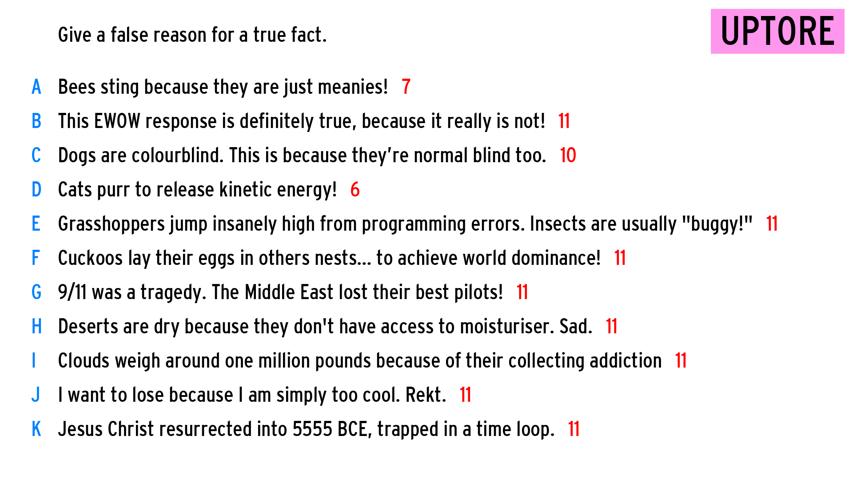 Give a false reason for a true fact.
UPTORE
A Bees sting because they are just meanies! 7
B This EWOW response is definitely true, because it really is not! 11
C Dogs are colourblind. This is because they're normal blind too. 10
D Cats purr to release kinetic energy! 6
E Grasshoppers jump insanely high from programming errors. Insects are usually "buggy!" 11
F Cuckoos lay their eggs in others nests... to achieve world dominance! 11
G 9/11 was a tragedy. The Middle East lost their best pilots! 11
H Deserts are dry because they don't have access to moisturiser. Sad. 11
I Clouds weigh around one million pounds because of their collecting addiction 11
J I want to lose because I am simply too cool. Rekt. 11
K Jesus Christ resurrected into 5555 BCE, trapped in a time loop. 11